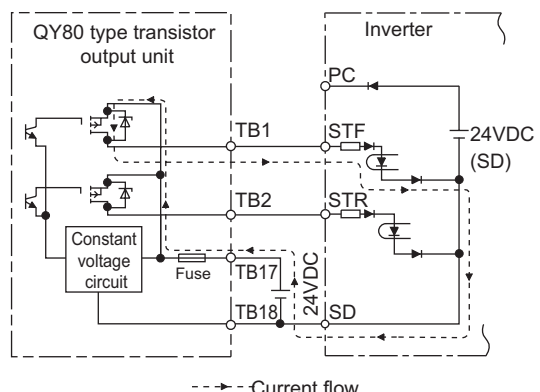 QY80 type transistor
output unit
Inverter
PC
TB1
STF
24VDC
(SD)
TB2
STR
Constant
voltage
circuit
Fuse
TB17
24VDC
TB18
SD
Current flow